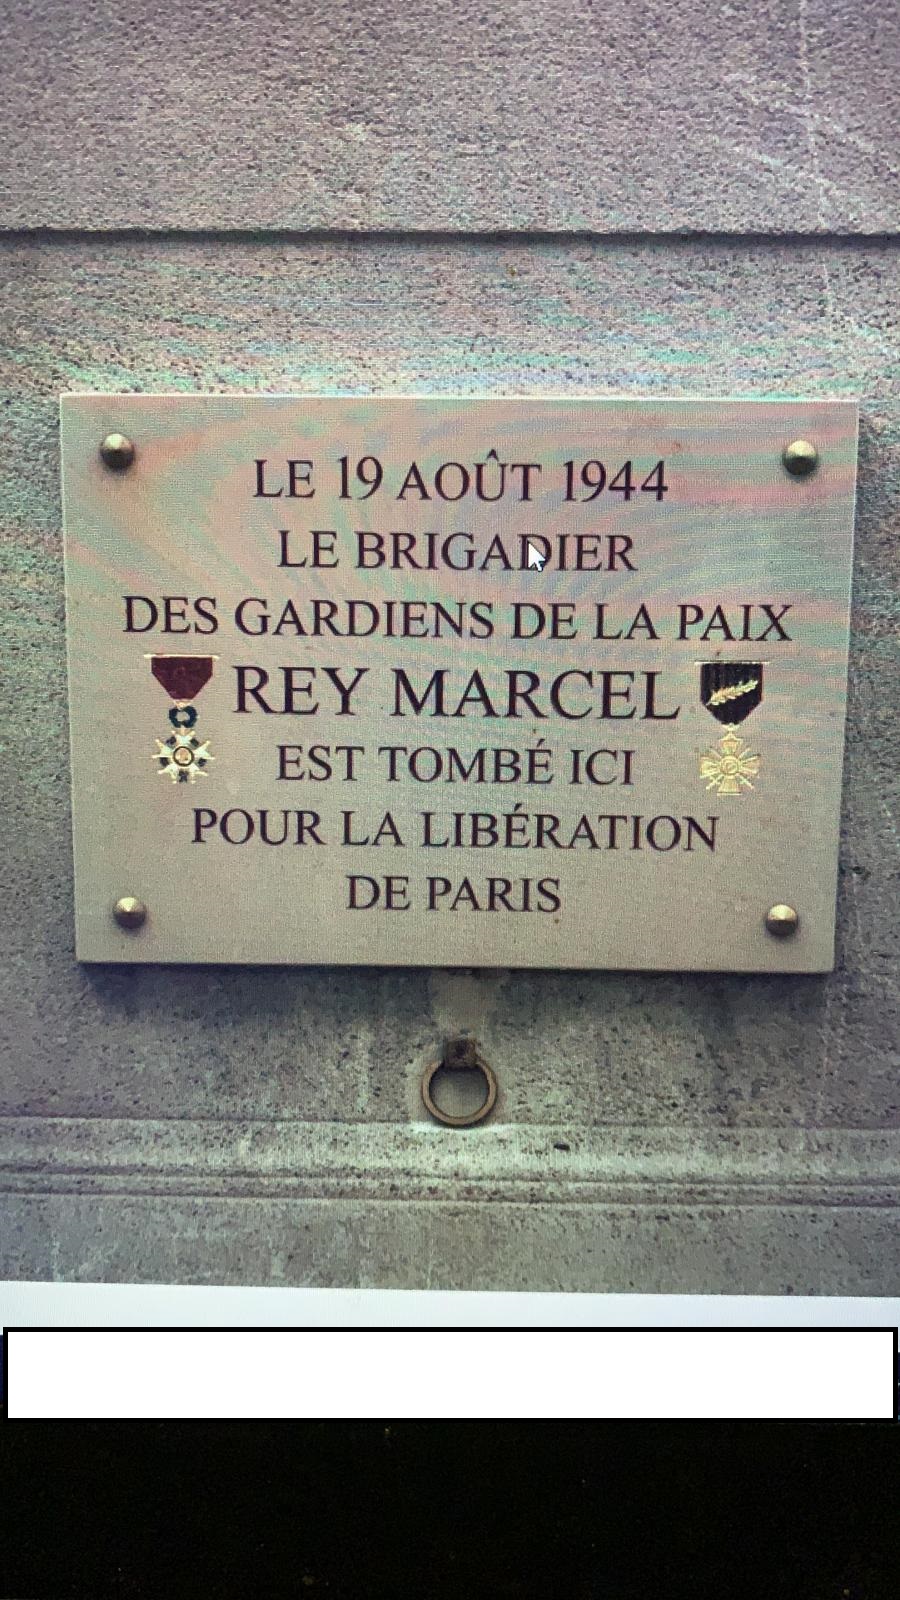 LE 19 AOÛT 1944
LE BRIGADIER
DES GARDIENS DE LA PAIX
REY MARCEL
EST TOMBÉ ICI
POUR LA LIBÉRATION
DE PARIS